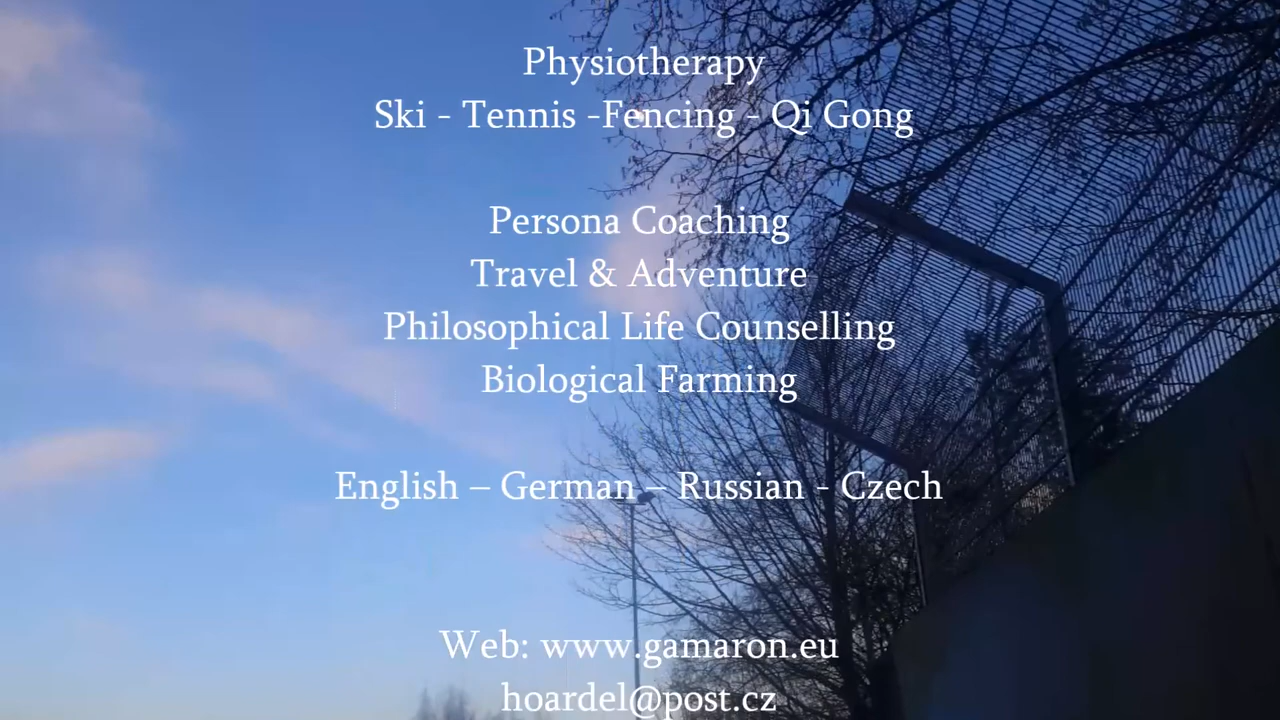 Physiotherapy
Ski - Tennis -Fencing - Qi Gong
Persona Coaching
Travel & Adventure
Philosophical Life Counselling
Biological Farming
English – German – Russian - Czech
Web: www.gamaron.eu
hoardel@post.cz